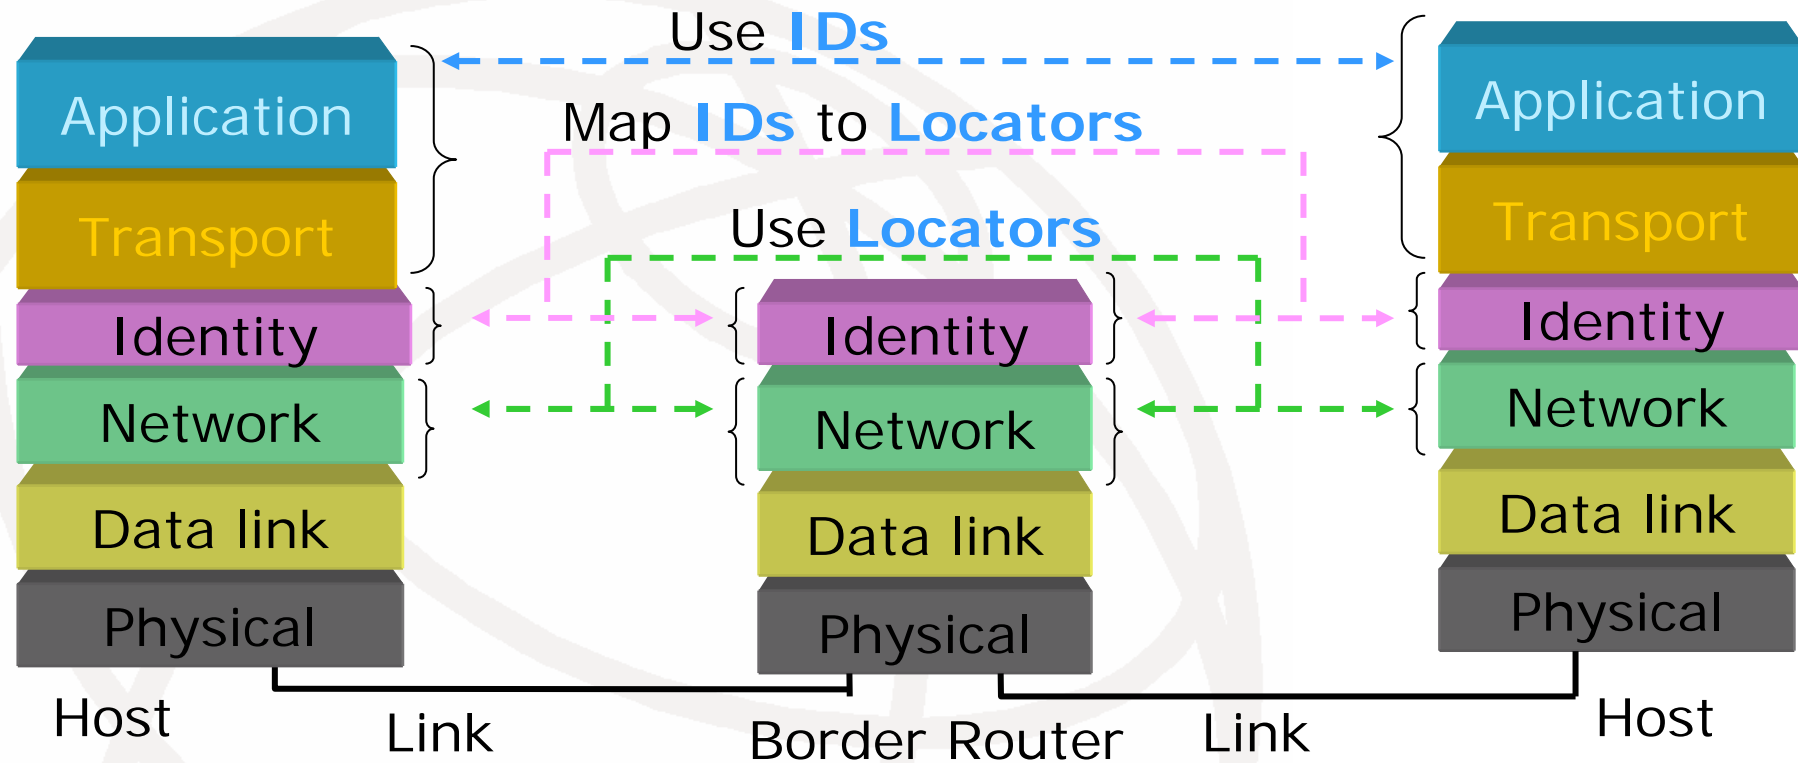 Use IDs
Map IDs to Locators
Use Locators
Application
Transport
Identity
Network
Data link
Physical
Host
Link
Identity
Network
Data link
Physical
Border Router
Link
Application
Transport
Identity
Network
Data link
Physical
Host